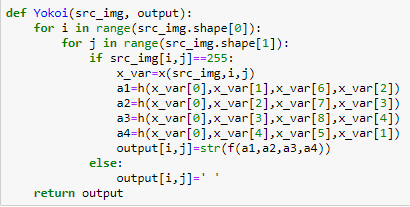 def Yokoi(src_img, output):
    for i in range(src_img.shape[0]):
        for j in range(src_img.shape[1]):
            if src_img[i,j]==255:
                x_var=x(src_img,i,j)
                a1=h(x_var[0],x_var[1],x_var[6],x_var[2])
                a2=h(x_var[0],x_var[2],x_var[7],x_var[3])
                a3=h(x_var[0],x_var[3],x_var[8],x_var[4])
                a4=h(x_var[0],x_var[4],x_var[5],x_var[1])
                output[i,j]=str(f(a1,a2,a3,a4))
            else:
                output[i,j]=' '
    return output